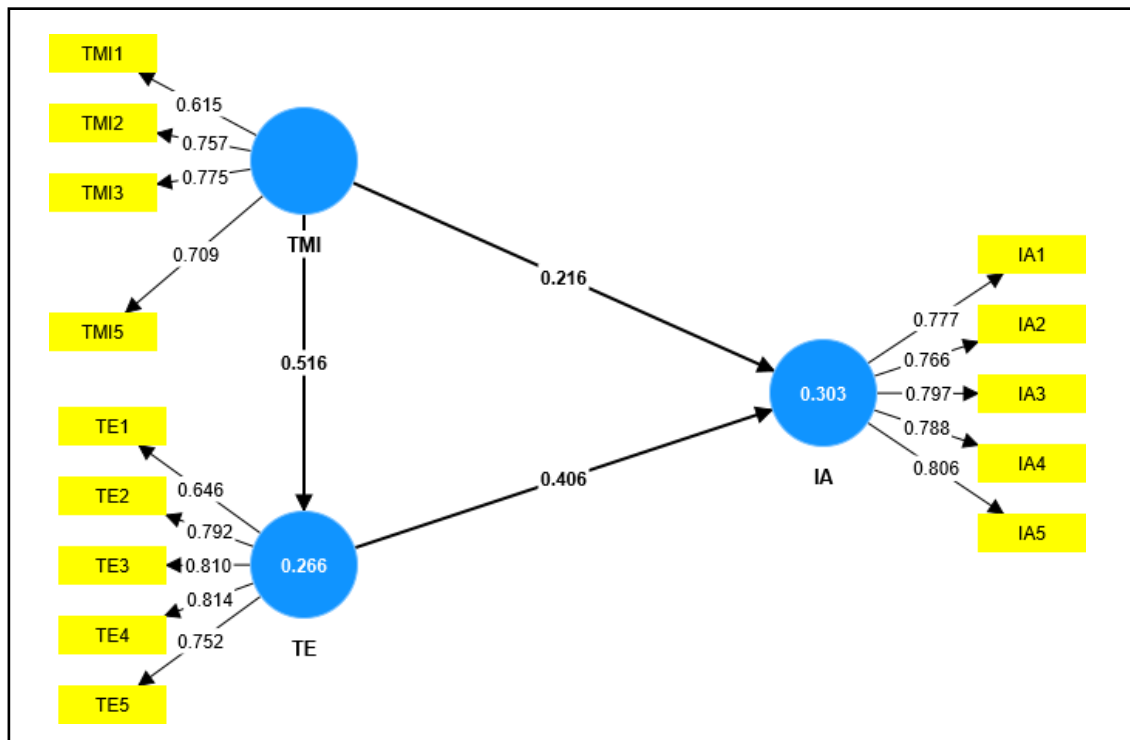 TMI1
0.615
TMI2
0.757
TMI3
0.775
TMI
0.709
TMI5
0.216
0.516
IA1
0.777
IA2
0.766
0.303
0.797
IA3
0.788
IA4
0.806
IA
IA5
TE1
0.646
TE2
0.792
0.406
TE3
0.810
0.266
0.814
TE4
0.752
TE
TE5